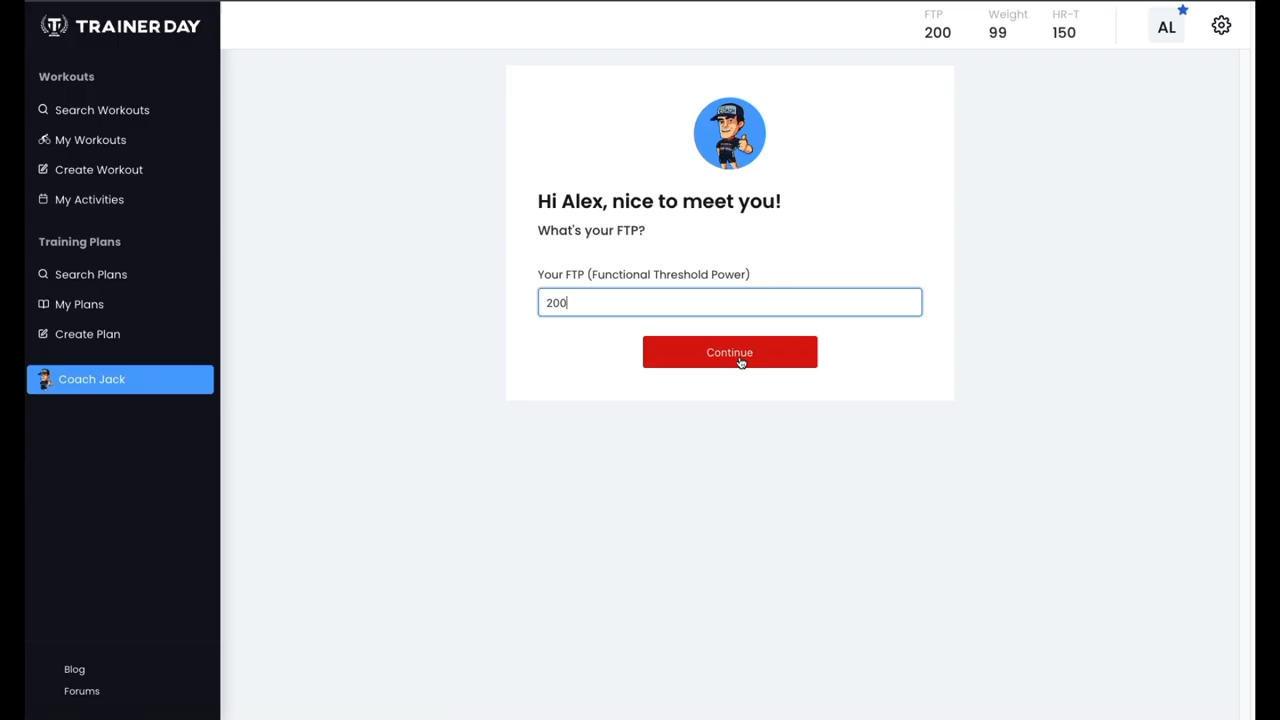 TRAINER DAY
FTP
200
Weight
99
HR-T
150
AL
Workouts
Search Workouts
My Workouts
Create Workout
My Activities
Training Plans
Search Plans
My Plans
Create Plan
Coach Jack
Blog
Forums
Hi Alex, nice to meet you!
What's your FTP?
Your FTP (Functional Threshold Power)
200
Continue